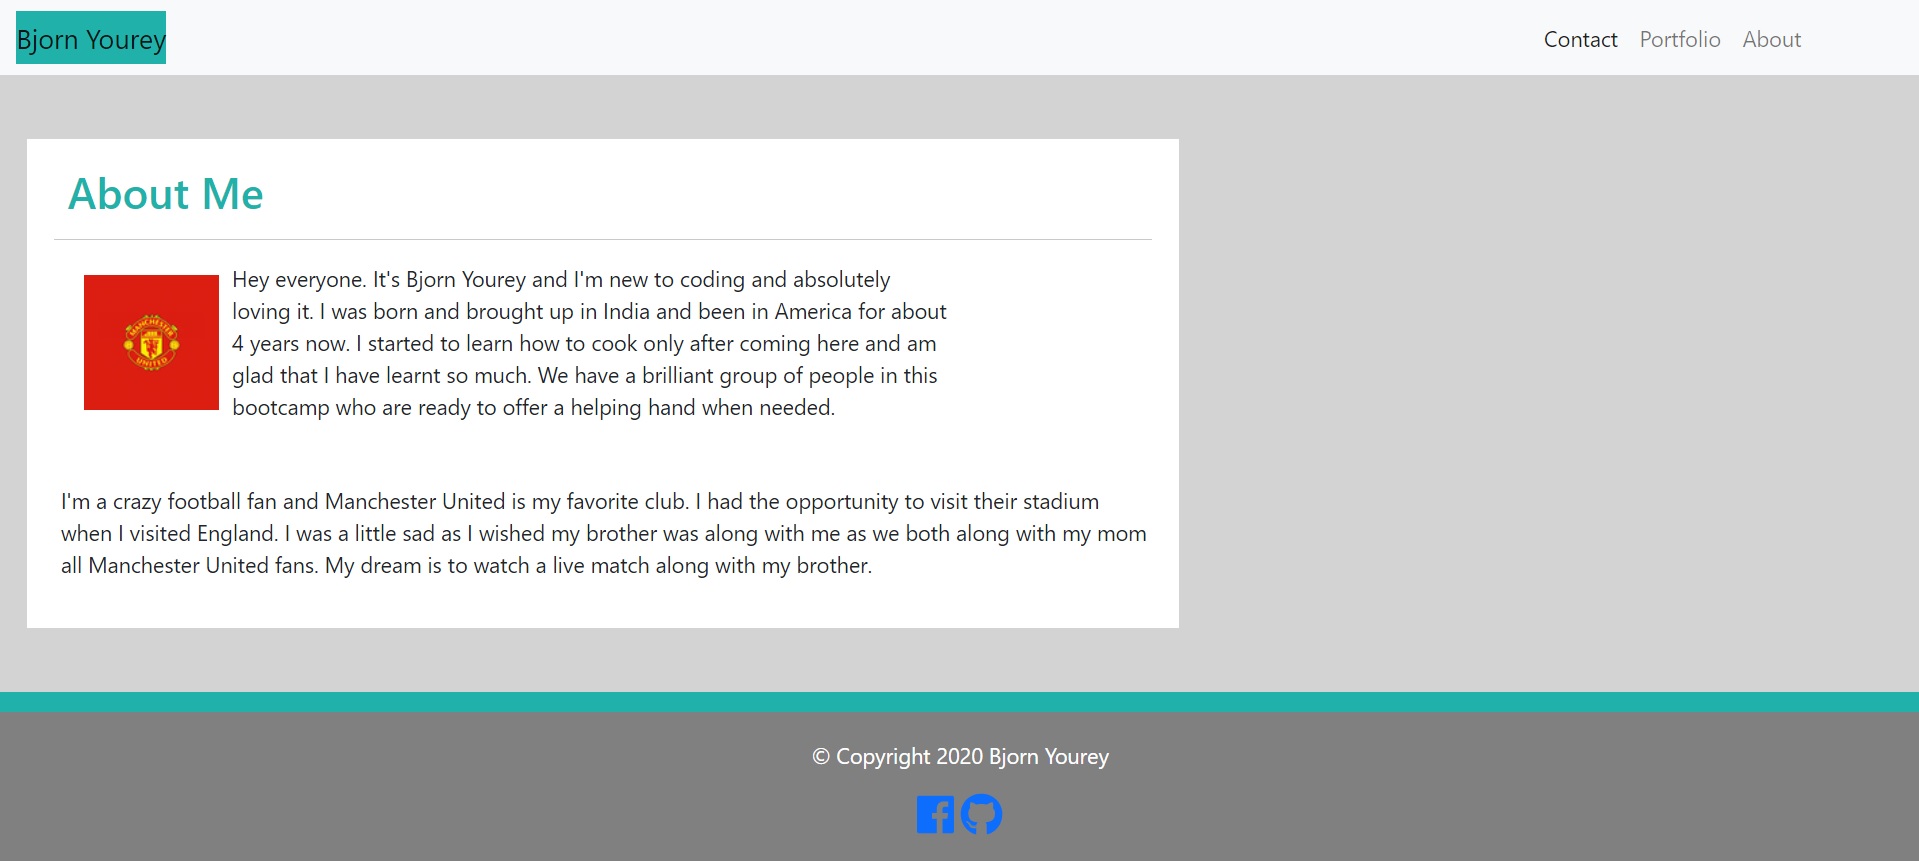 Bjorn Yourey
Contact Portfolio About
About Me
MANCHESTER
UNITED
Hey everyone. It's Bjorn Yourey and I'm new to coding and absolutely
loving it. I was born and brought up in India and been in America for about
4 years now. I started to learn how to cook only after coming here and am
glad that I have learnt so much. We have a brilliant group of people in this
bootcamp who are ready to offer a helping hand when needed.
I'm a crazy football fan and Manchester United is my favorite club. I had the opportunity to visit their stadium
when I visited England. I was a little sad as I wished my brother was along with me as we both along with my mom
all Manchester United fans. My dream is to watch a live match along with my brother.
© Copyright 2020 Bjorn Yourey